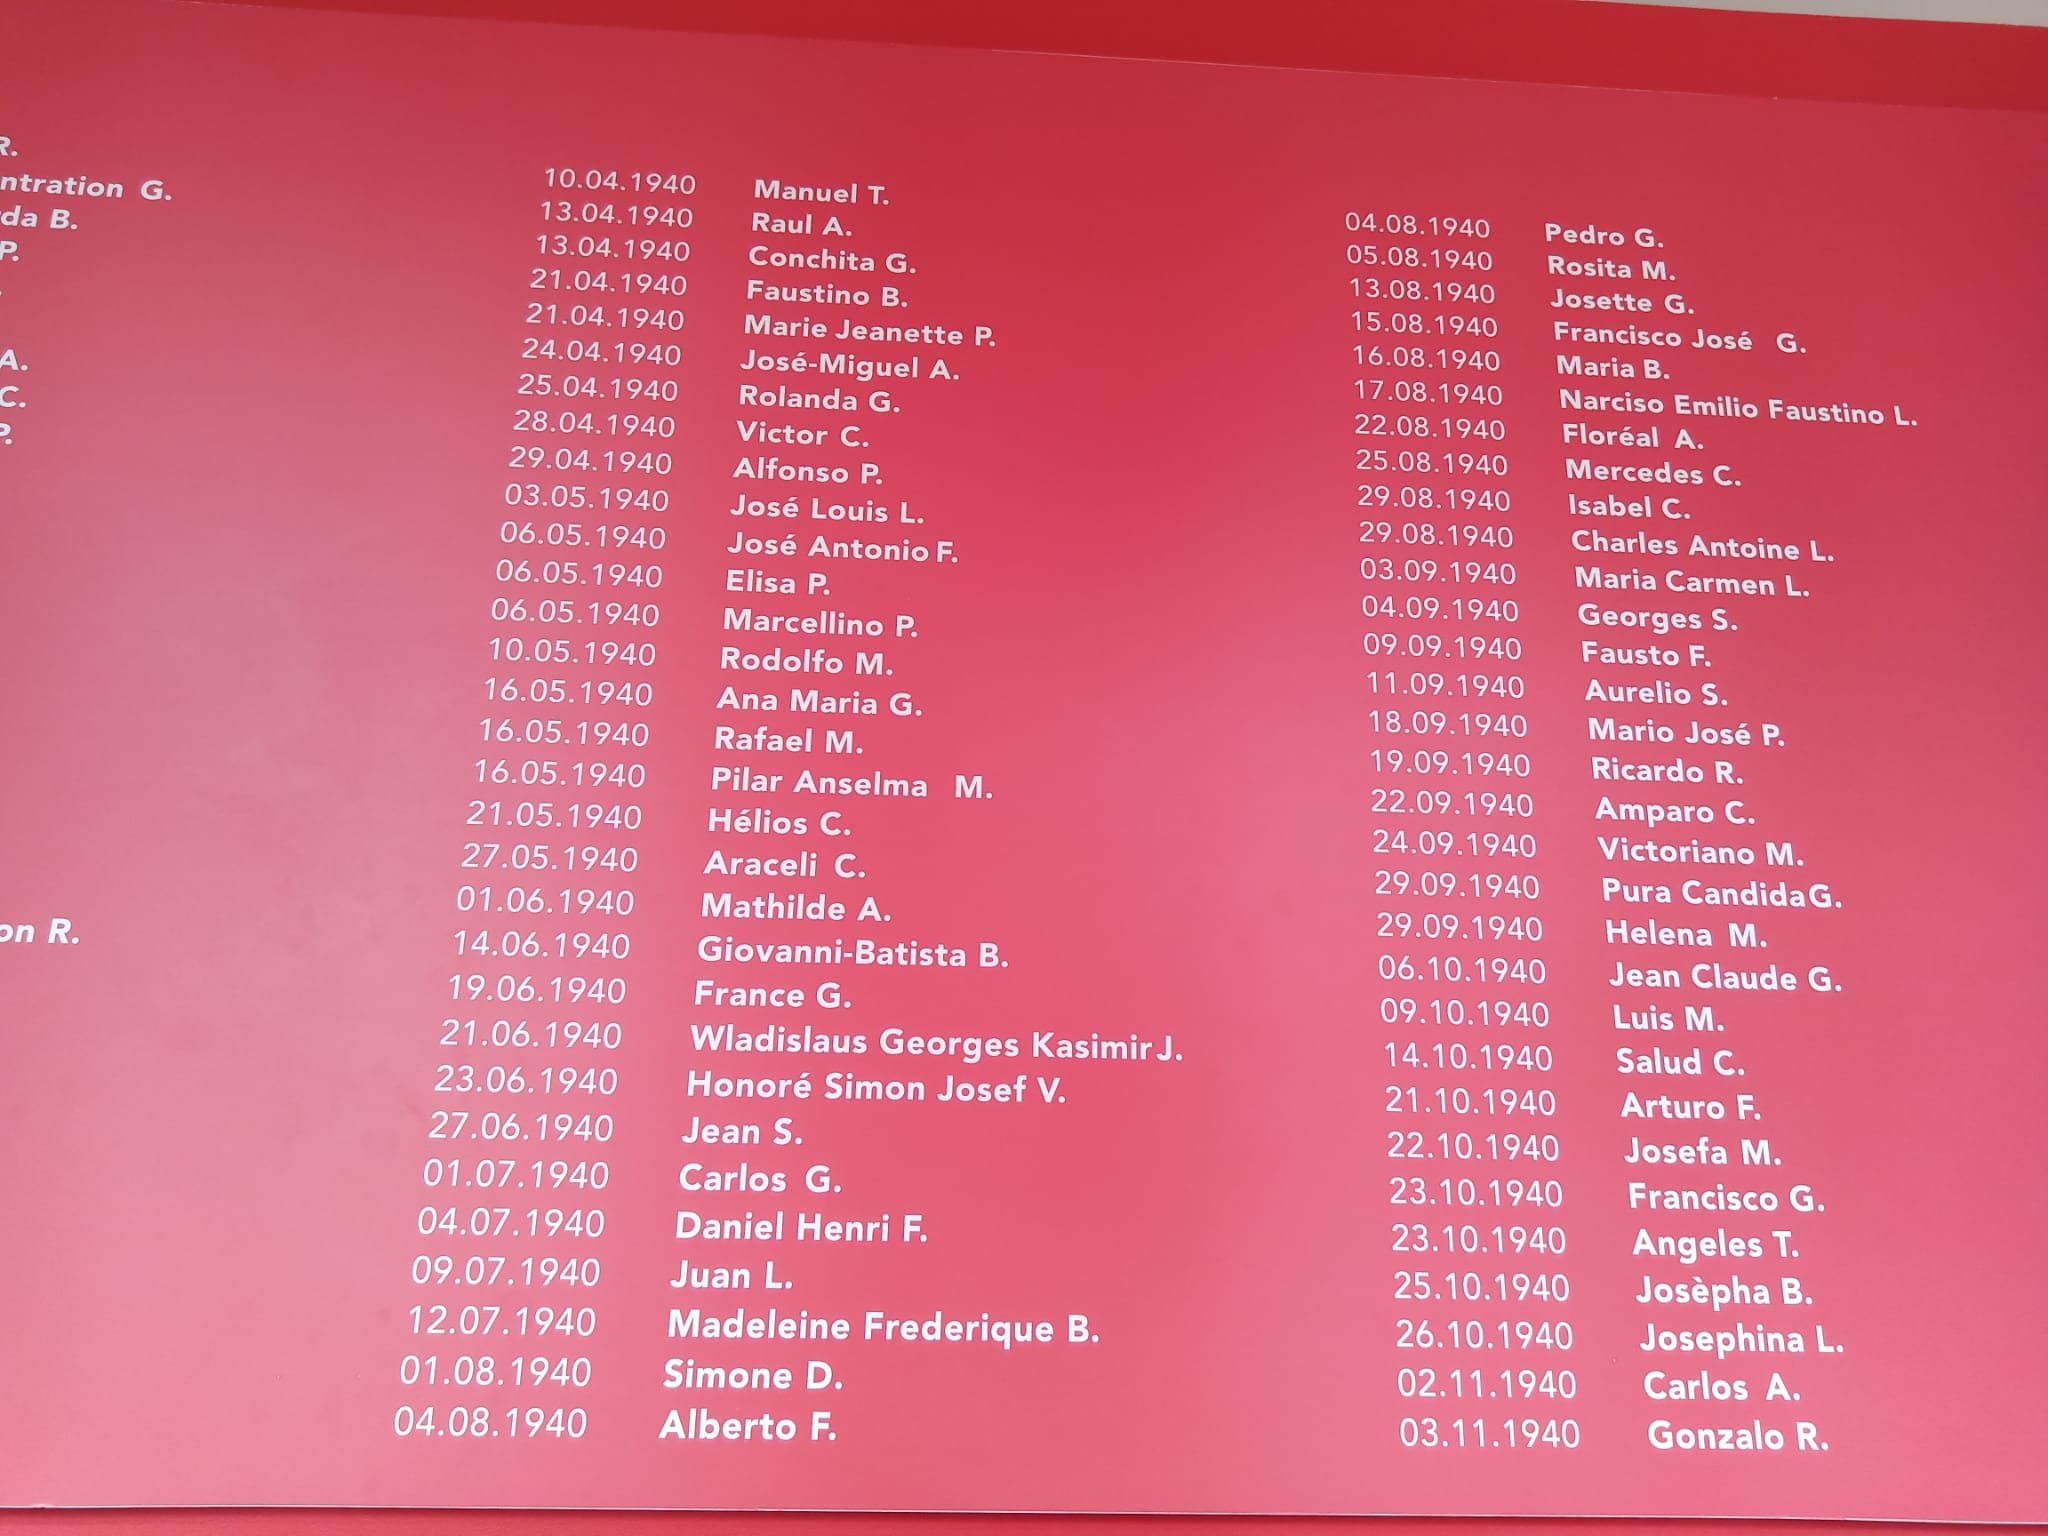 R.
ntration G.
da B.
P.
A.
C.
P.
on R.
10.04.1940 Manuel T.
13.04.1940 Raul A.
13.04.1940 Conchita G.
21.04.1940 Faustino B.
21.04.1940 Marie Jeanette P.
24.04.1940 José-Miguel A.
25.04.1940 Rolanda G.
28.04.1940 Victor C.
29.04.1940 Alfonso P.
03.05.1940 José Louis L.
06.05.1940 José Antonio F.
06.05.1940 Elisa P.
06.05.1940 Marcellino P.
10.05.1940 Rodolfo M.
16.05.1940 Ana Maria G.
16.05.1940 Rafael M.
16.05.1940 Pilar Anselma M.
21.05.1940 Hélios C.
27.05.1940 Araceli C.
01.06.1940 Mathilde A.
14.06.1940 Giovanni-Batista B.
19.06.1940 France G.
21.06.1940 Wladislaus Georges Kasimir J.
23.06.1940 Honoré Simon Josef V.
27.06.1940 Jean S.
01.07.1940 Carlos G.
04.07.1940 Daniel Henri F.
09.07.1940 Juan L.
12.07.1940 Madeleine Frederique B.
01.08.1940 Simone D.
04.08.1940 Alberto F.
04.08.1940 Pedro G.
05.08.1940 Rosita M.
13.08.1940 Josette G.
15.08.1940 Francisco José G.
16.08.1940 Maria B.
17.08.1940 Narciso Emilio Faustino L.
22.08.1940 Floréal A.
25.08.1940 Mercedes C.
29.08.1940 Isabel C.
29.08.1940 Charles Antoine L.
03.09.1940 Maria Carmen L.
04.09.1940 Georges S.
09.09.1940 Fausto F.
11.09.1940 Aurelio S.
18.09.1940 Mario José P.
19.09.1940 Ricardo R.
22.09.1940 Amparo C.
24.09.1940 Victoriano M.
29.09.1940 Pura Candida G.
29.09.1940 Helena M.
06.10.1940 Jean Claude G.
09.10.1940 Luis M.
14.10.1940 Salud C.
21.10.1940 Arturo F.
22.10.1940 Josefa M.
23.10.1940 Francisco G.
23.10.1940 Angeles T.
25.10.1940 Josèpha B.
26.10.1940 Josephina L.
02.11.1940 Carlos A.
03.11.1940 Gonzalo R.